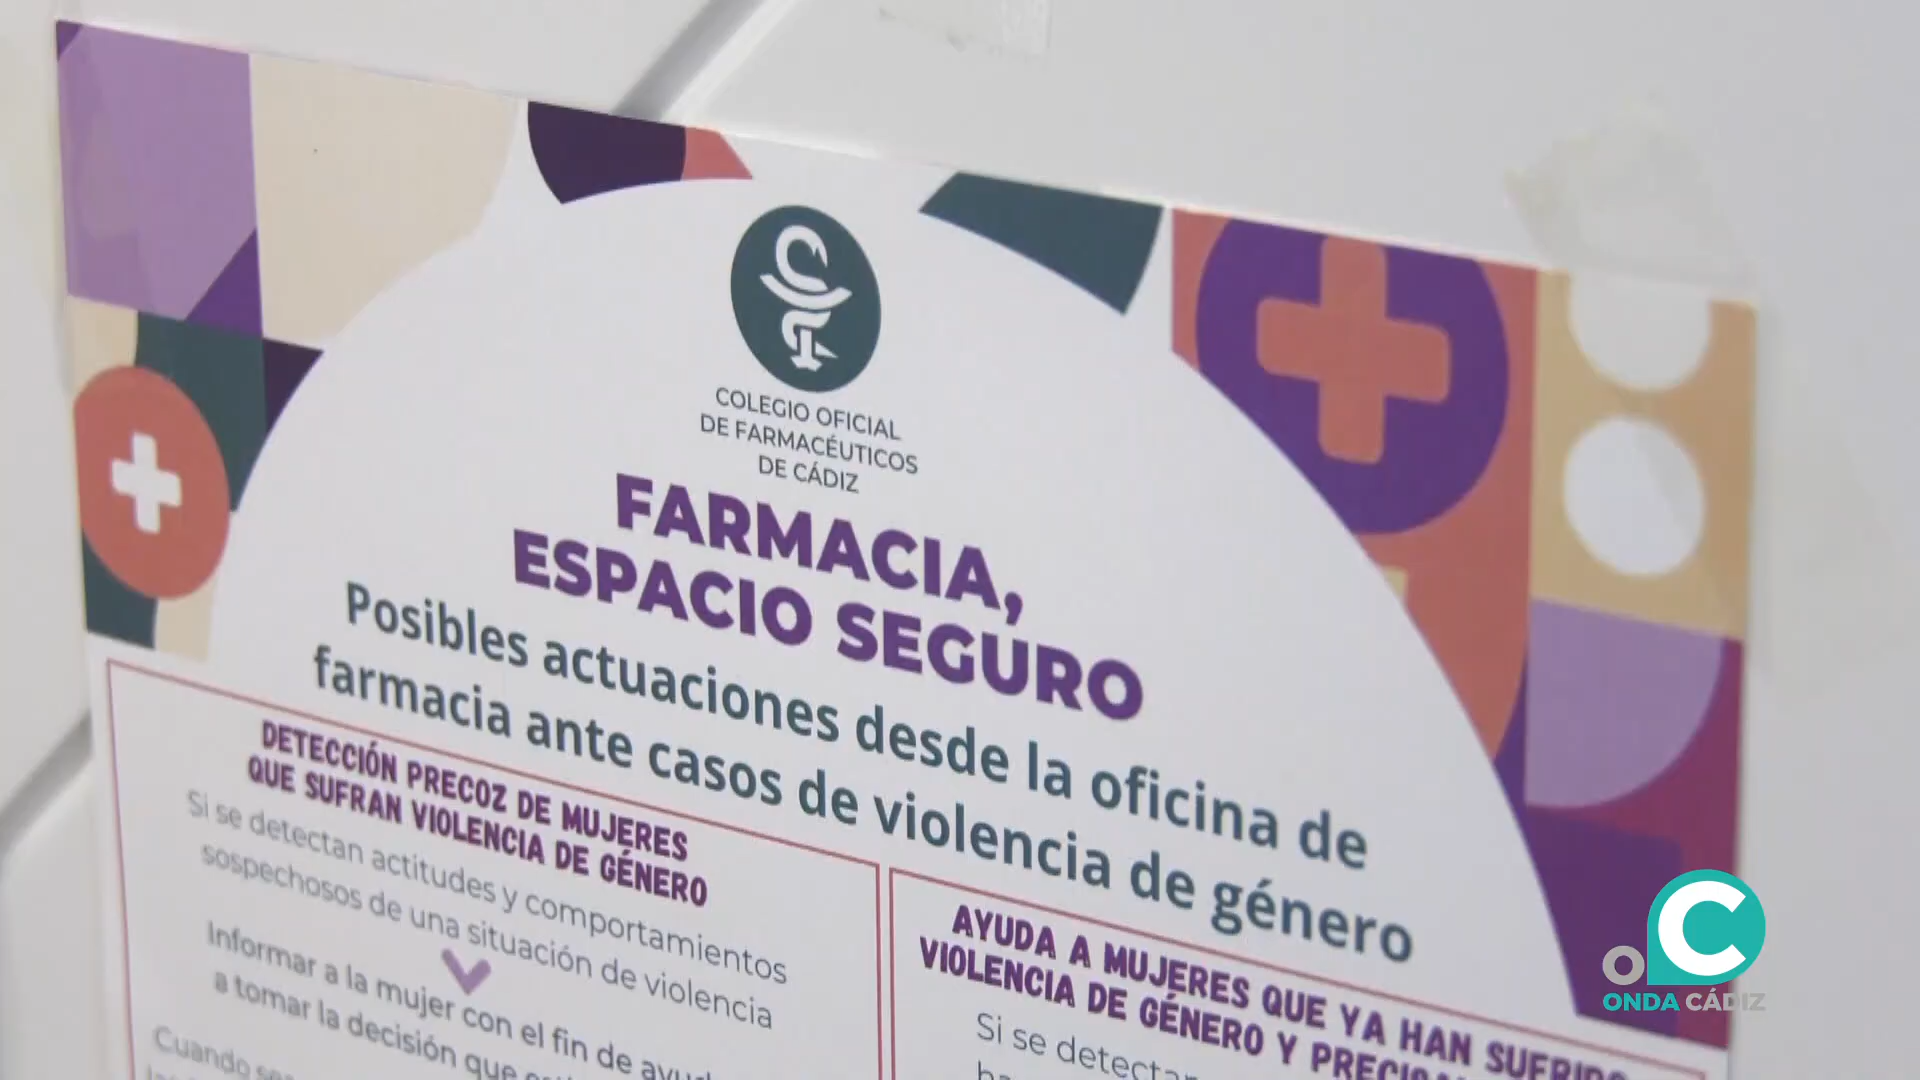 COLEGIO OFICIAL
DE FARMACÉUTICOS
DE CÁDIZ
FARMACIA,
ESPACIO SEGURO
Posibles actuaciones desde la oficina de
farmacia ante casos de violencia de género
DETECCIÓN PRECOZ DE MUJERES
QUE SUFRAN VIOLENCIA DE GÉNERO
Si se detectan actitudes y comportamientos
sospechosos de una situación de violencia
Informar a la mujer con el fin de
a tomar la decisión que
Cuando
AYUDA A MUJERES QUE YA HAN SUFRIDO
VIOLENCIA DE GÉNERO Y
Si se
ONDA CÁDIZ